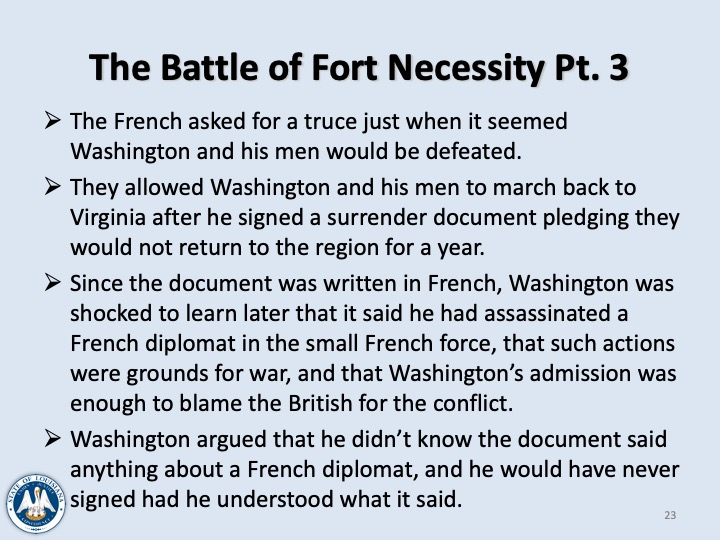 The Battle of Fort Necessity Pt. 3
➢ The French asked for a truce just when it seemed
Washington and his men would be defeated.
➢ They allowed Washington and his men to march back to
Virginia after he signed a surrender document pledging they
would not return to the region for a year.
➢ Since the document was written in French, Washington was
shocked to learn later that it said he had assassinated a
French diplomat in the small French force, that such actions
were grounds for war, and that Washington’s admission was
enough to blame the British for the conflict.
➢ Washington argued that he didn’t know the document said
anything about a French diplomat, and he would have never
signed had he understood what it said.
STATE OF LOUISIANA
CONFIDENCE
23